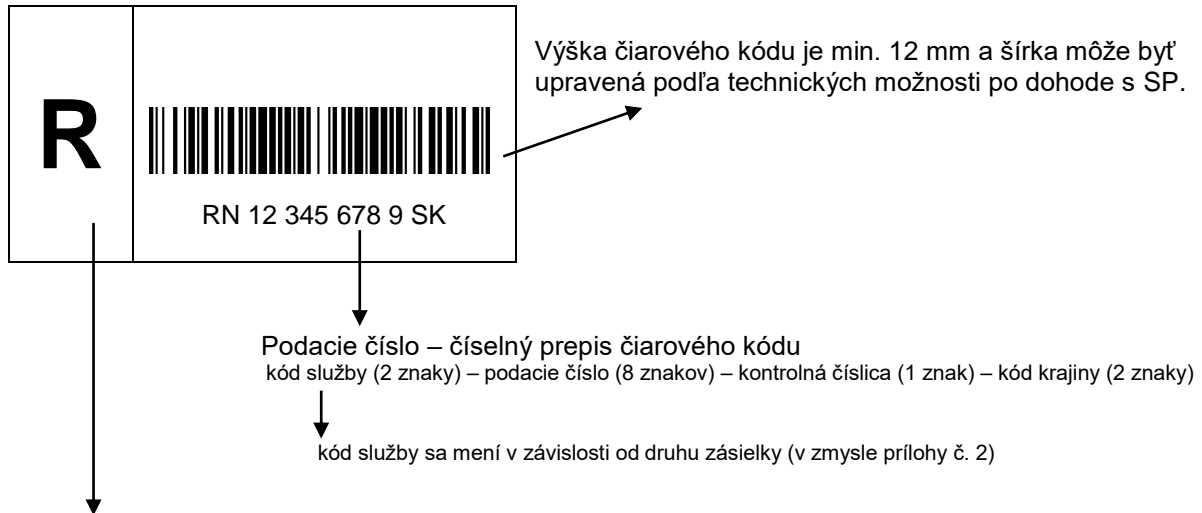 R
RN 12 345 678 9 SK
Výška čiarového kódu je min. 12 mm a šírka môže byť
upravená podľa technických možnosti po dohode s SP.
Podacie číslo – číselný prepis čiarového kódu
kód služby (2 znaky) – podacie číslo (8 znakov) – kontrolná číslica (1 znak) – kód krajiny (2 znaky)
kód služby sa mení v závislosti od druhu zásielky (v zmysle prílohy č. 2)